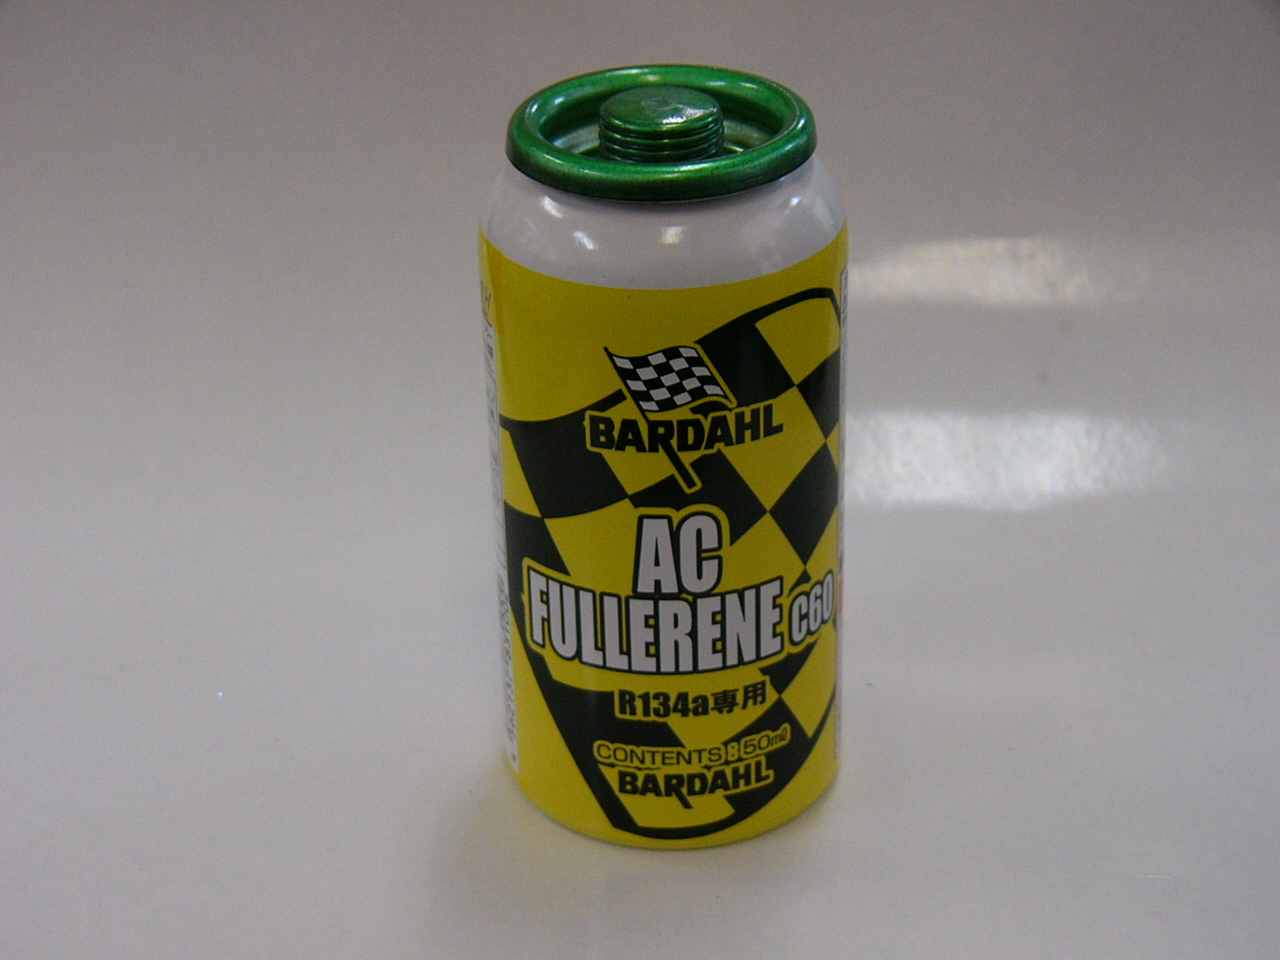 BARDAHL
AC
FULLERENE C60
R134a専用
CONTENTS:50ml
BARDAHL